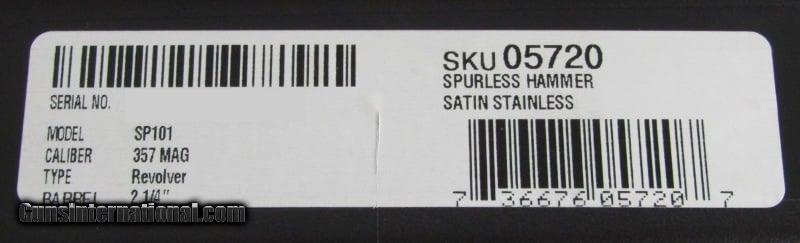 SERIAL NO.
MODEL SP101
CALIBER 357 MAG
TYPE Revolver
BARREL 2 1/4"
SKU 05720
SPURLESS HAMMER
SATIN STAINLESS
7 36676 05720 7
GunsInternational.com